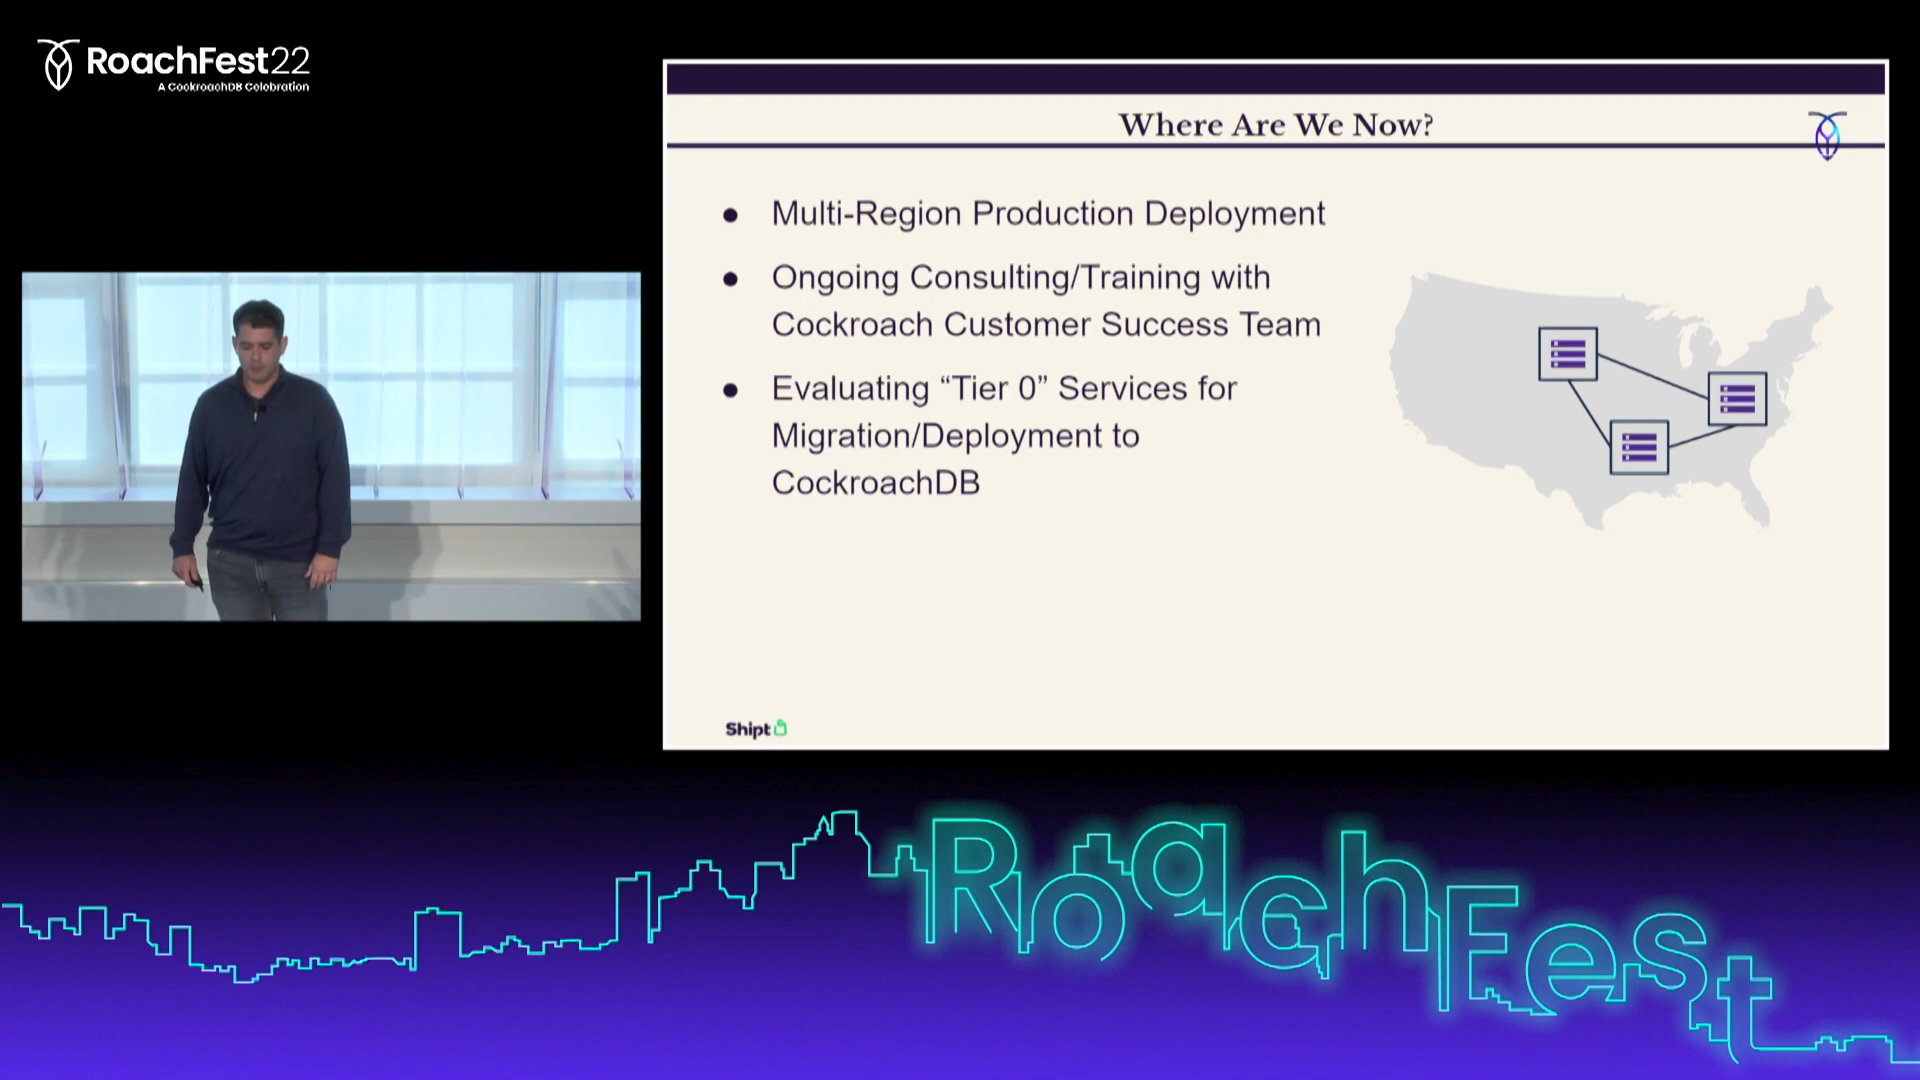 RoachFest22
A CockroachDB Celebration
Where Are We Now?
● Multi-Region Production Deployment
● Ongoing Consulting/Training with
Cockroach Customer Success Team
● Evaluating “Tier 0” Services for
Migration/Deployment to
CockroachDB
Shipt
RoachFest